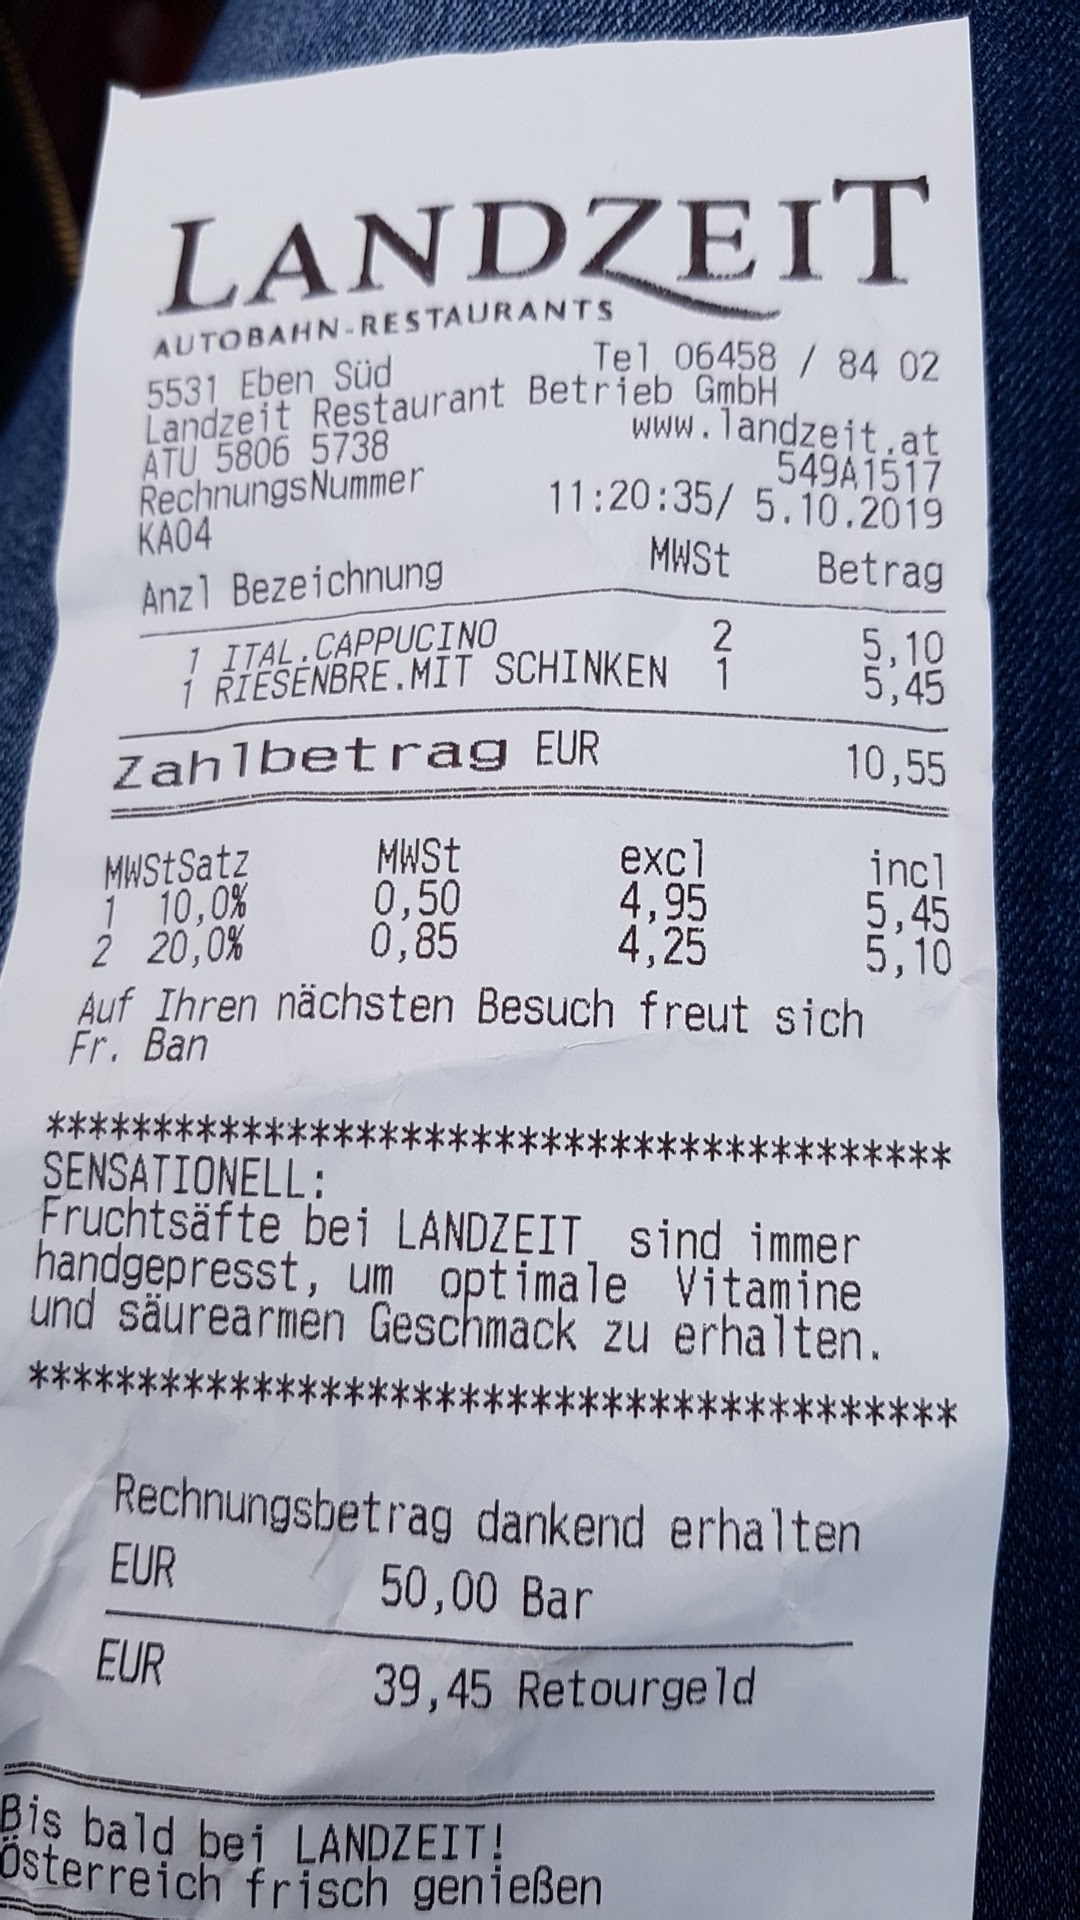 LANDZEIT
AUTOBAHN-RESTAURANTS
5531 Eben Süd Tel 06458 / 84 02
Landzeit Restaurant Betrieb GmbH
ATU 5806 5738 www.landzeit.at
RechnungsNummer 549A1517
KA04 11:20:35/ 5.10.2019
Anzl Bezeichnung MWSt Betrag
1 ITAL.CAPPUCINO 2 5,10
1 RIESENBRE.MIT SCHINKEN 1 5,45
Zahlbetrag EUR 10,55
MWStSatz MWSt excl incl
1 10,0% 0,50 4,95 5,45
2 20,0% 0,85 4,25 5,10
Auf Ihren nächsten Besuch freut sich
Fr. Ban
******************************************
SENSATIONELL:
Fruchtsäfte bei LANDZEIT sind immer
handgepresst, um optimale Vitamine
und säurearmen Geschmack zu erhalten.
******************************************
Rechnungsbetrag dankend erhalten
EUR 50,00 Bar
EUR 39,45 Retourgeld
Bis bald bei LANDZEIT!
Österreich frisch genießen